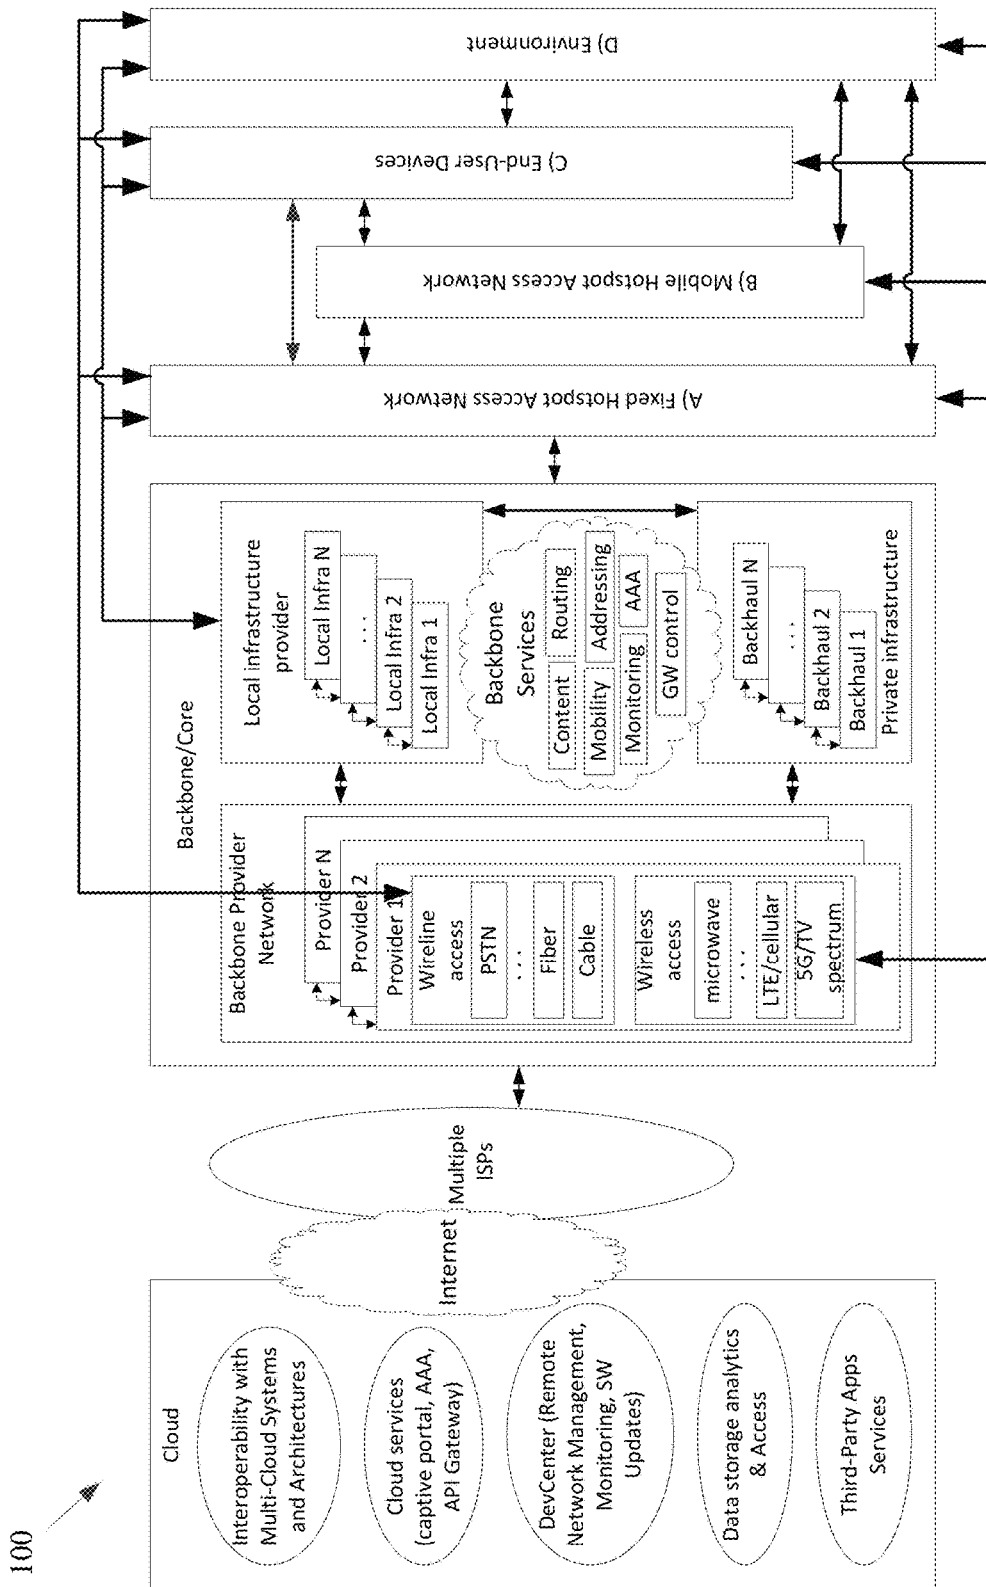 100
Cloud
Interoperability with
Multi-Cloud Systems
and Architectures
Cloud services
(captive portal, AAA,
API Gateway)
DevCenter (Remote
Network Management,
Monitoring, SW
Updates)
Data storage analytics
& Access
Third-Party Apps
Services
Internet
Multiple
ISPs
Backbone/Core
Backbone Provider
Network
Provider N
Provider 2
Provider 1
Wireline
access
PSTN
...
Fiber
Cable
Wireless
access
microwave
...
LTE/cellular
5G/TV
spectrum
Local infrastructure
provider
Local Infra N
...
Local Infra 2
Local Infra 1
Backbone
Services
Content
Routing
Mobility
Addressing
Monitoring
AAA
GW control
Backhaul N
...
Backhaul 2
Backhaul 1
Private infrastructure
A) Fixed Hotspot Access Network
B) Mobile Hotspot Access Network
C) End-User Devices
D) Environment